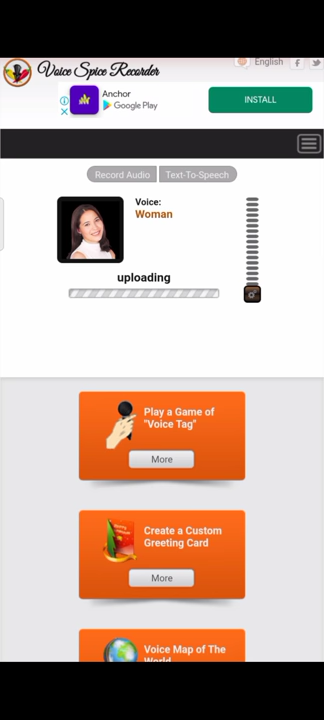 Voice Spice Recorder
English
Anchor
Google Play
INSTALL
Record Audio
Text-To-Speech
Voice:
Woman
uploading
Play a Game of
"Voice Tag"
More
Create a Custom
Greeting Card
More
Voice Map of The
World